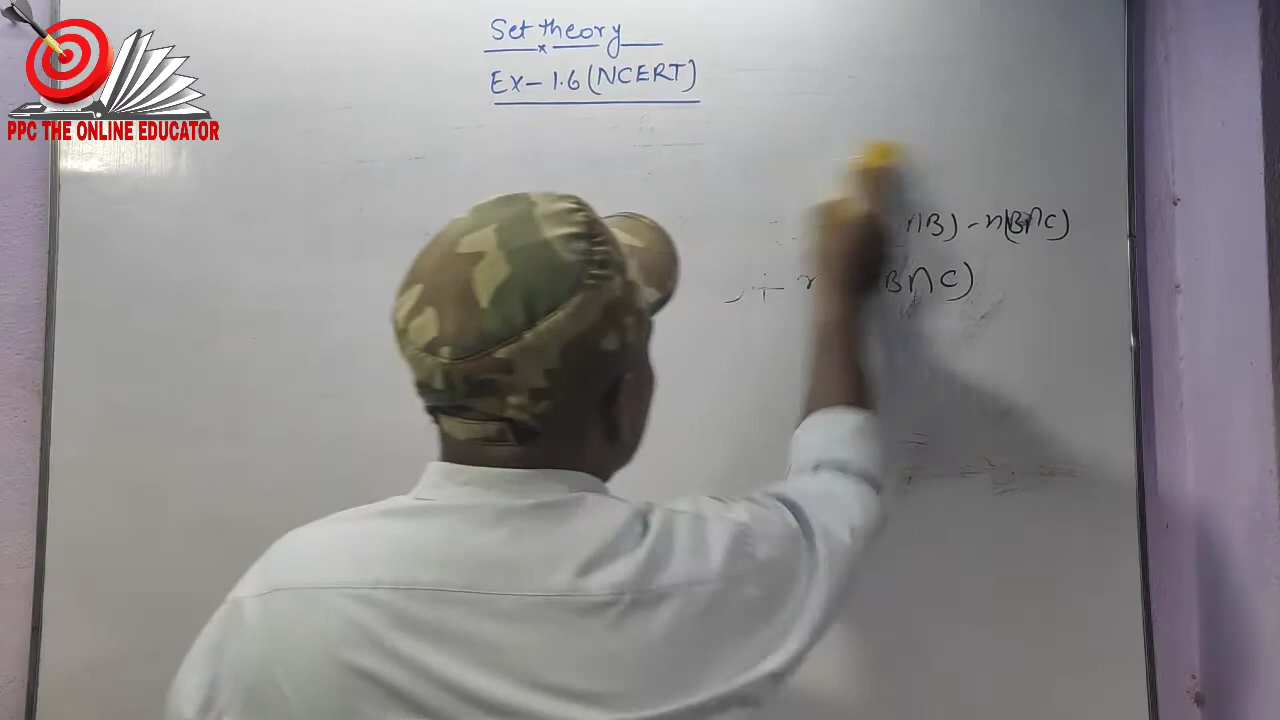 Set theory
Ex-1.6 (NCERT)
PPC THE ONLINE EDUCATOR
n(B) - n(B∩C)
+ B∩C)